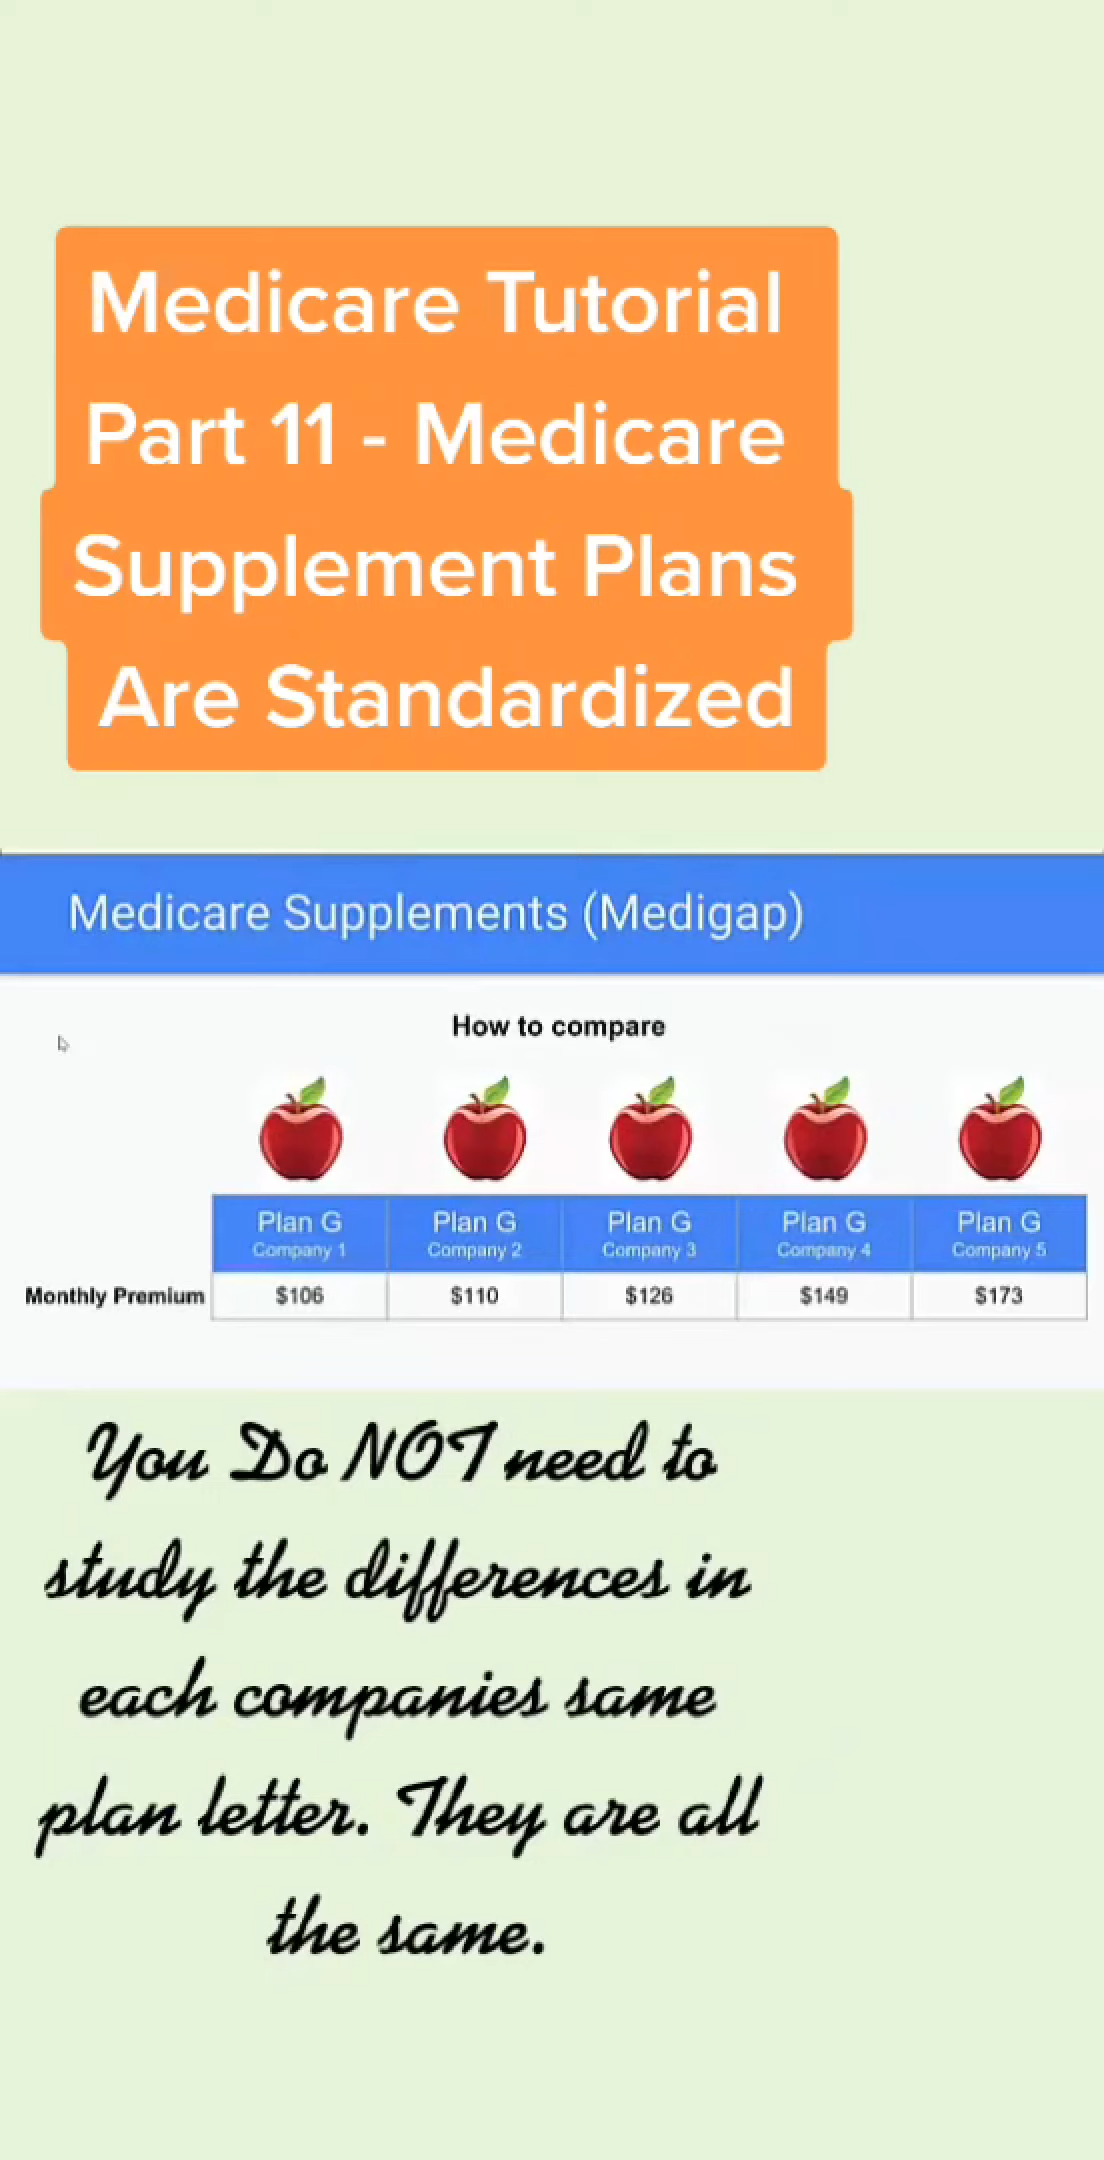 Medicare Tutorial
Part 11 - Medicare
Supplement Plans
Are Standardized
Medicare Supplements (Medigap)
How to compare
Plan G Plan G Plan G Plan G Plan G
Company 1 Company 2 Company 3 Company 4 Company 5
Monthly Premium $106 $110 $126 $149 $173
You Do NOT need to
study the differences in
each companies same
plan letter. They are all
the same.